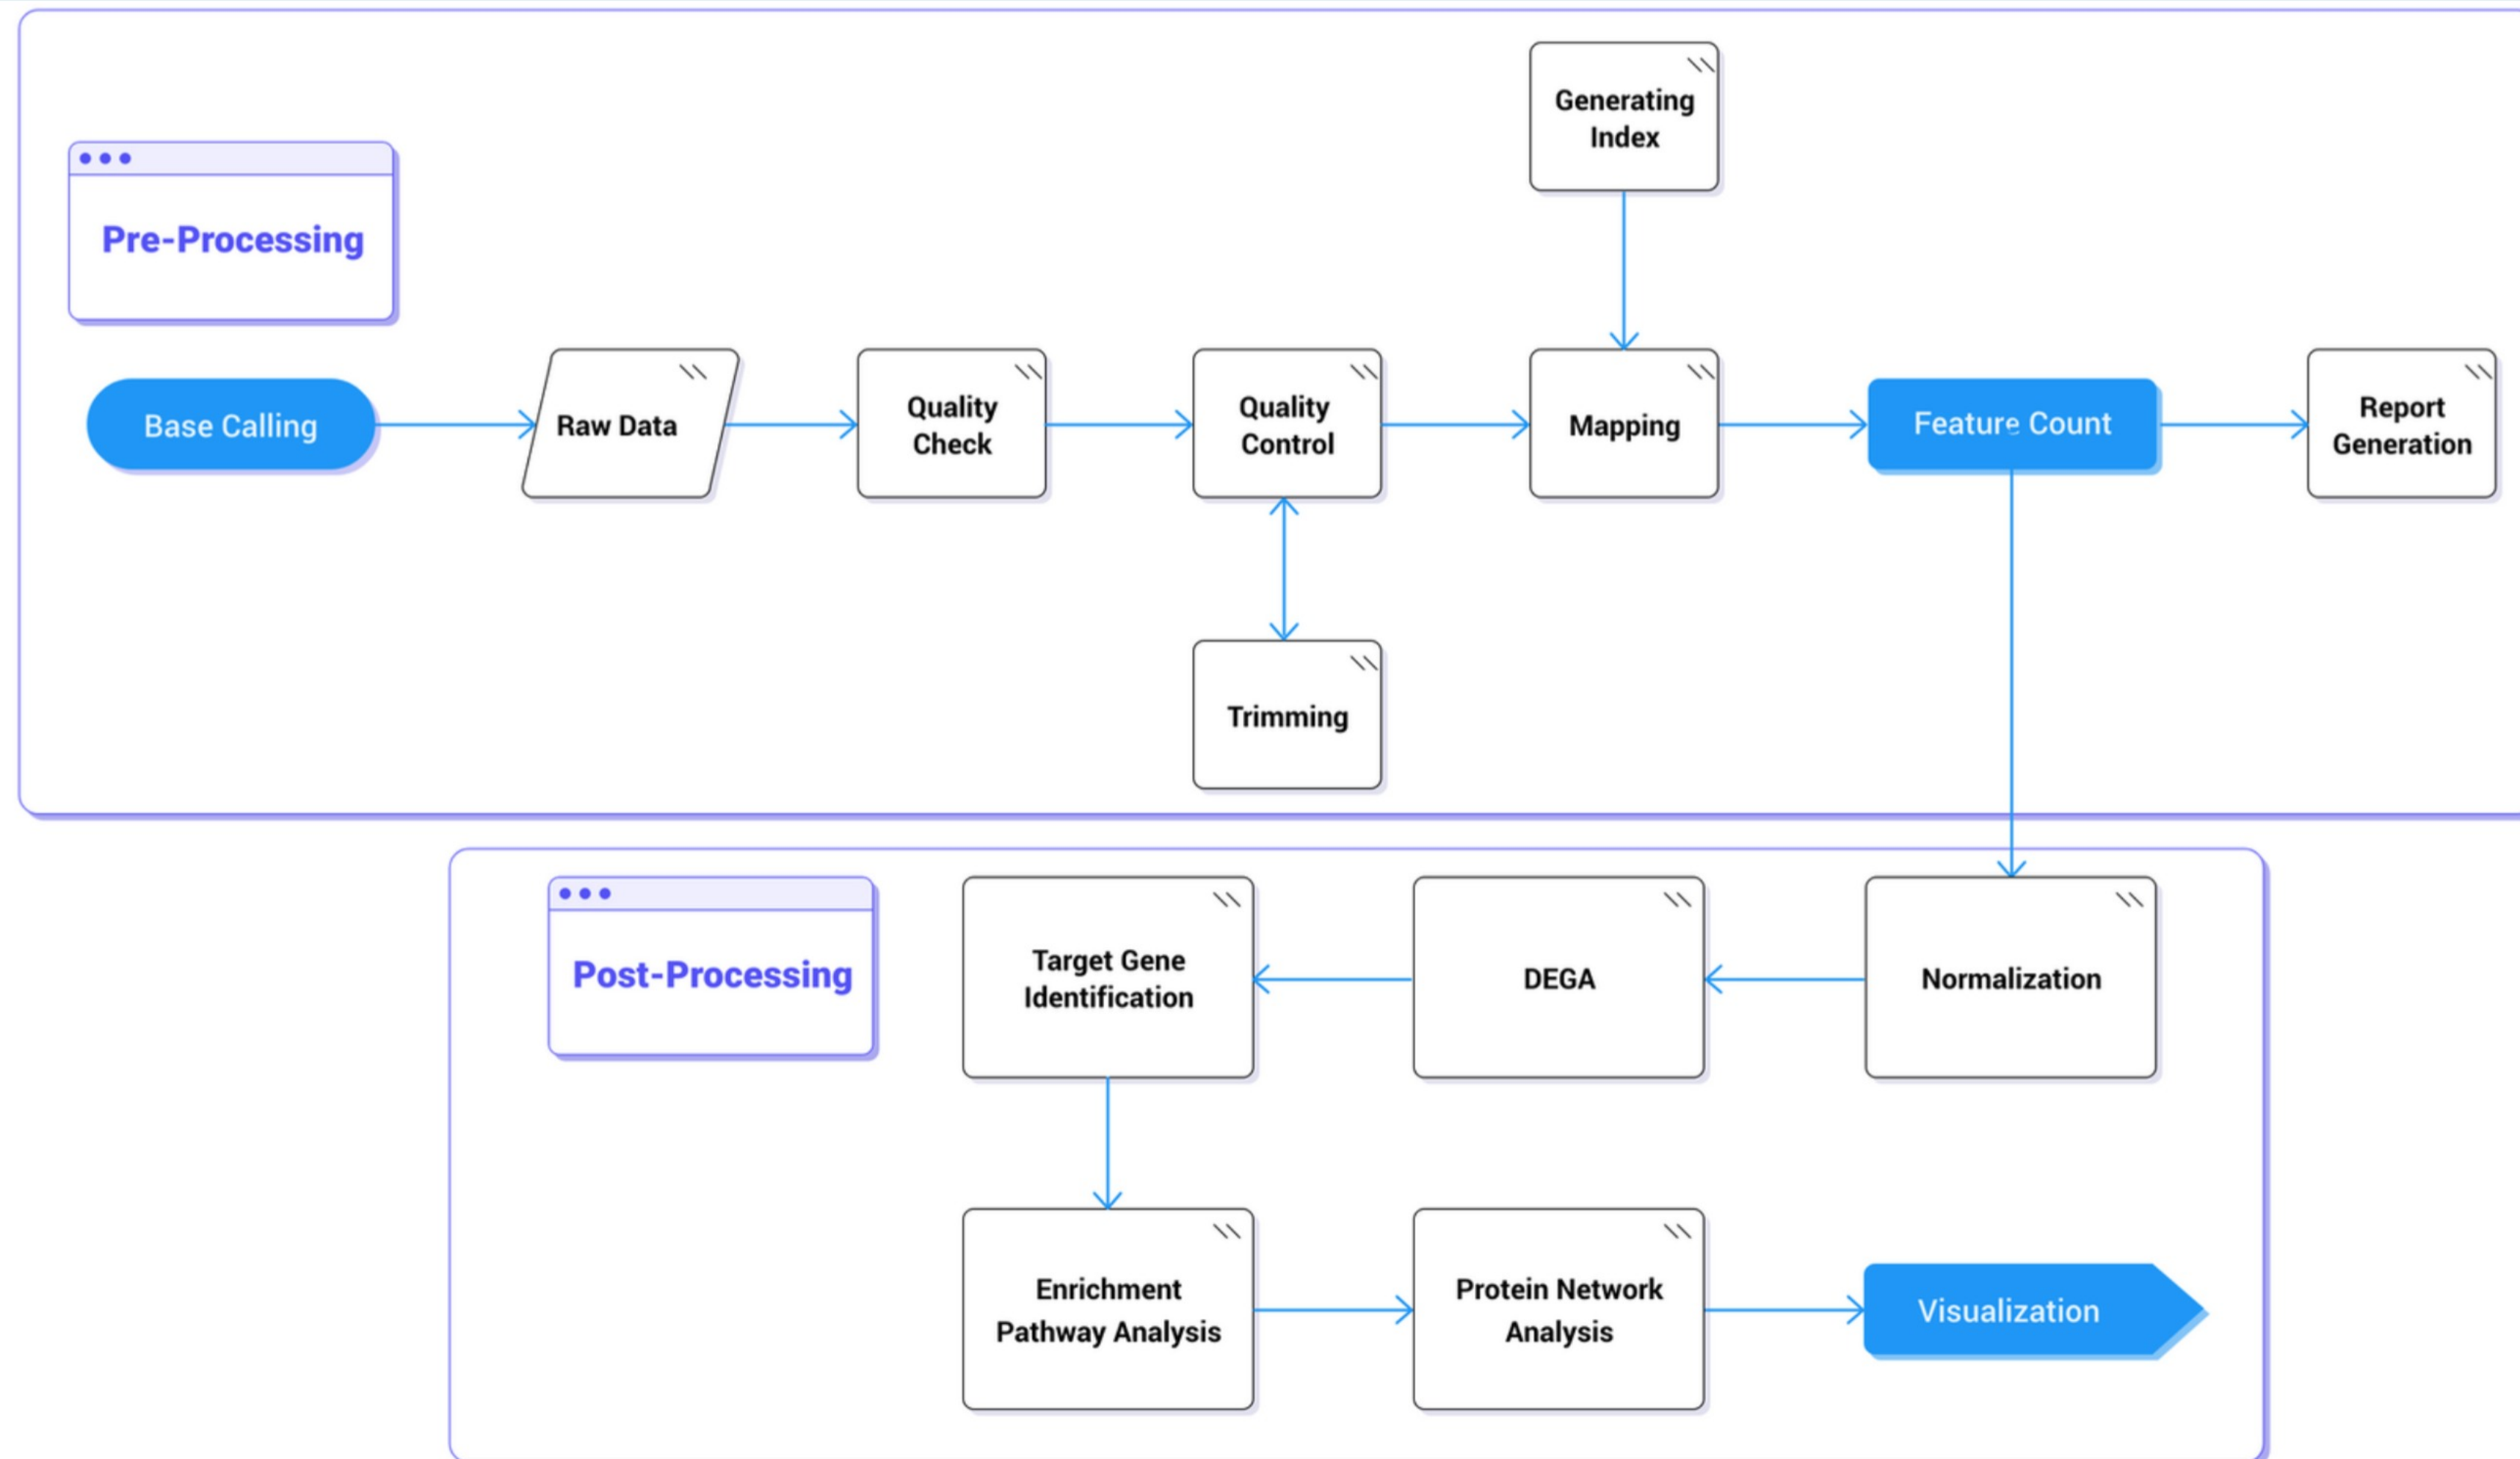 Generating
Index
Pre-Processing
Base Calling
Raw Data
Quality
Check
Quality
Control
Mapping
Feature Count
Report
Generation
Trimming
Post-Processing
Target Gene
Identification
DEGA
Normalization
Enrichment
Pathway Analysis
Protein Network
Analysis
Visualization